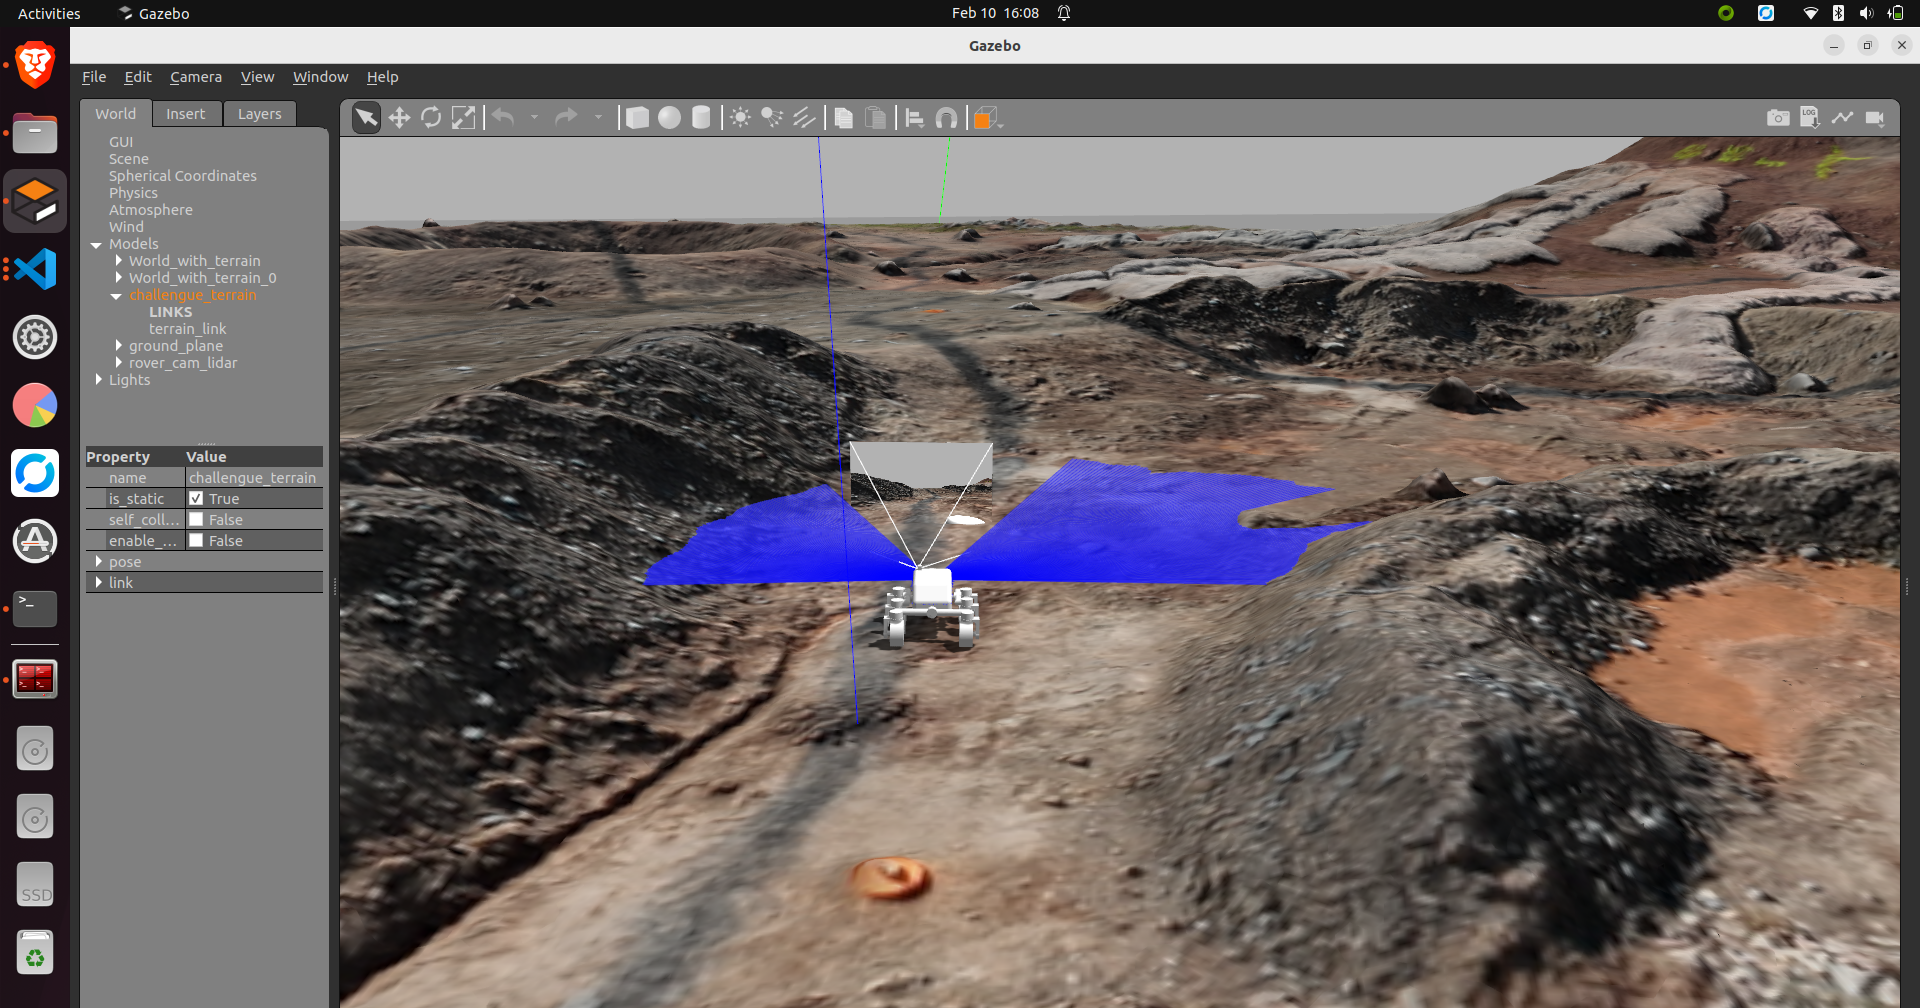 Activities
Gazebo
Feb 10 16:08
Gazebo
File Edit Camera View Window Help
World Insert Layers
LOG
GUI
Scene
Spherical Coordinates
Physics
Atmosphere
Wind
Models
World_with_terrain
World_with_terrain_0
challengue_terrain
LINKS
terrain_link
ground_plane
rover_cam_lidar
Lights
Property Value
name challengue_terrain
is_static True
self_coll... False
enable_... False
pose
link
SSD